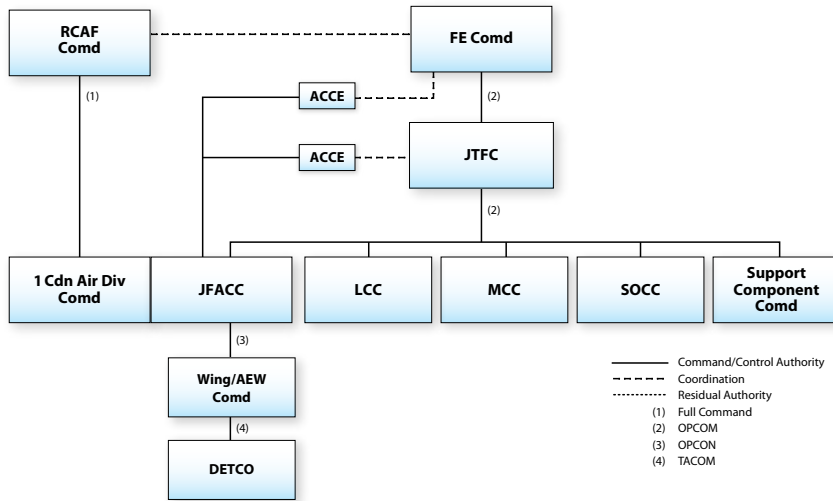 RCAF
Comd
FE Comd
(1)
ACCE
(2)
ACCE
JTFC
(2)
1 Cdn Air Div
Comd
JFACC
LCC
MCC
SOCC
Support
Component
Comd
(3)
Wing/AEW
Comd
(4)
DETCO
Command/Control Authority
Coordination
Residual Authority
(1) Full Command
(2) OPCOM
(3) OPCON
(4) TACOM